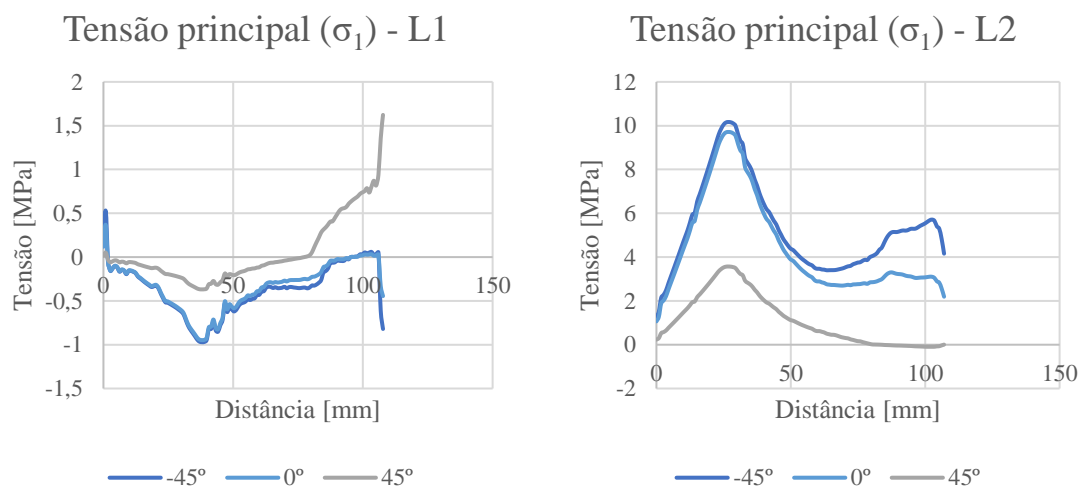 Tensão principal (σ₁) - L1
2
1,5
1
0,5
0
-0,5
-1
-1,5
0
50
100
150
Tensão [MPa]
Distância [mm]
-45º
0º
45º
Tensão principal (σ₁) - L2
12
10
8
6
4
2
0
-2
0
50
100
150
Tensão [MPa]
Distância [mm]
-45º
0º
45º